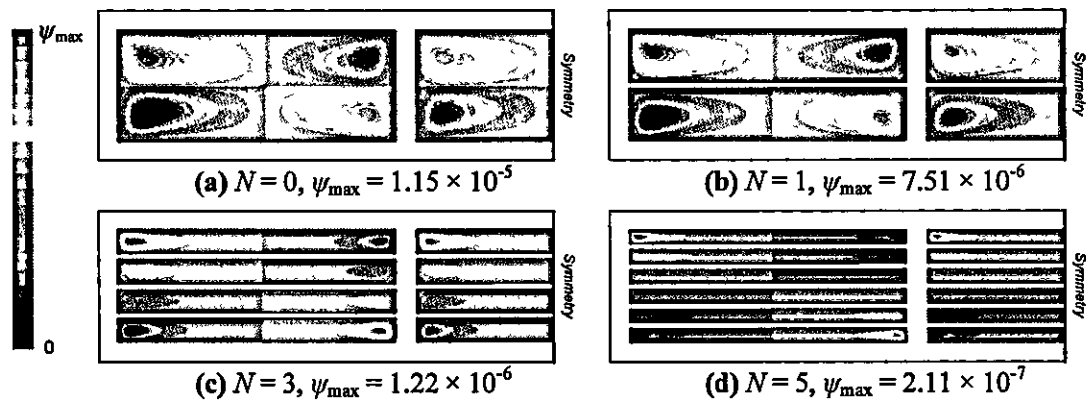 ψmax
0
Symmetry
(a) N = 0, ψmax = 1.15 × 10⁻⁵
Symmetry
(b) N = 1, ψmax = 7.51 × 10⁻⁶
Symmetry
(c) N = 3, ψmax = 1.22 × 10⁻⁶
Symmetry
(d) N = 5, ψmax = 2.11 × 10⁻⁷